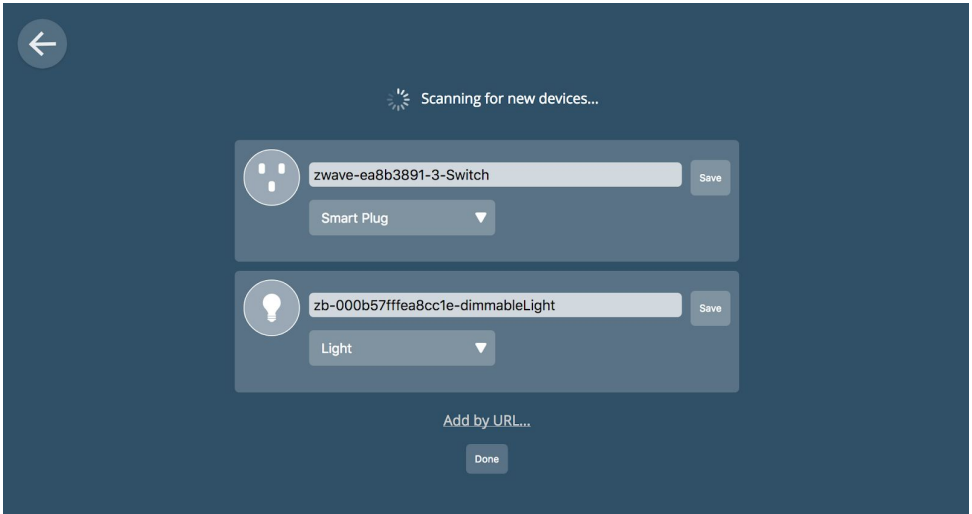 Scanning for new devices...
zwave-ea8b3891-3-Switch
Save
Smart Plug
zb-000b57fffea8cc1e-dimmableLight
Save
Light
Add by URL...
Done